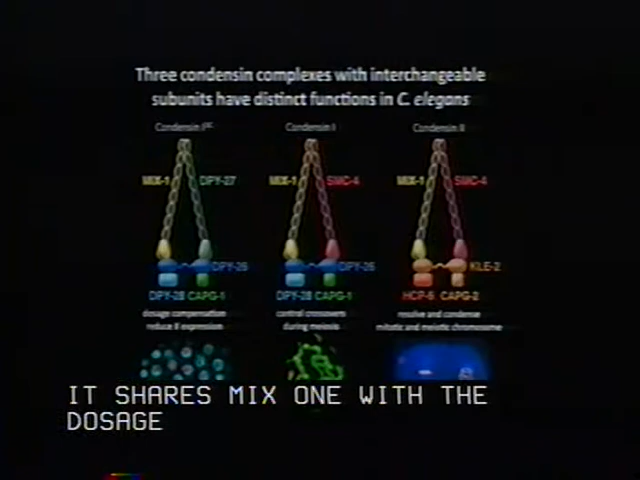 Three condensin complexes with interchangeable
subunits have distinct functions in C. elegans
Condensin I Condensin II
MIX-1 DPY-27 MIX-1 SMC-4 MIX-1 SMC-4
DPY-26 DPY-26 KLE-2
DPY-28 CAPG-1 DPY-28 CAPG-1 HCP-6 CAPG-2
dosage compensation control crossovers resolve and condense
reduce X expression during meiosis mitotic and meiotic chromosome
IT SHARES MIX ONE WITH THE
DOSAGE